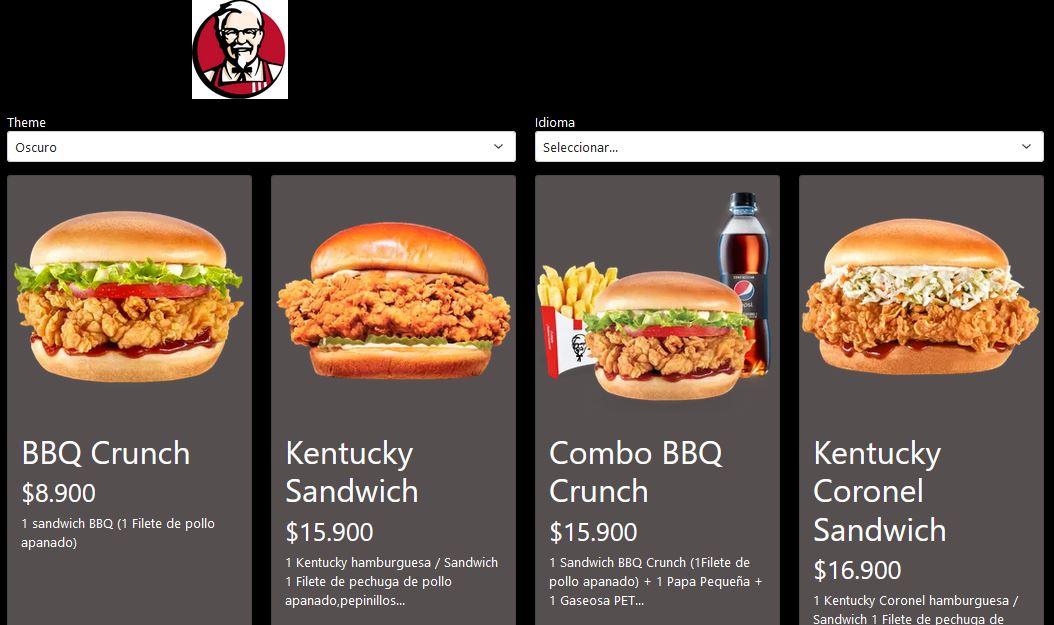 Theme
Idioma
Oscuro
Seleccionar...
BBQ Crunch
$8.900
1 sandwich BBQ (1 Filete de pollo
apanado)
Kentucky
Sandwich
$15.900
1 Kentucky hamburguesa / Sandwich
1 Filete de pechuga de pollo
apanado,pepinillos...
pepsi
Combo BBQ
Crunch
$15.900
1 Sandwich BBQ Crunch (1Filete de
pollo apanado) + 1 Papa Pequeña +
1 Gaseosa PET...
Kentucky
Coronel
Sandwich
$16.900
1 Kentucky Coronel hamburguesa /
Sandwich 1 Filete de pechuga de